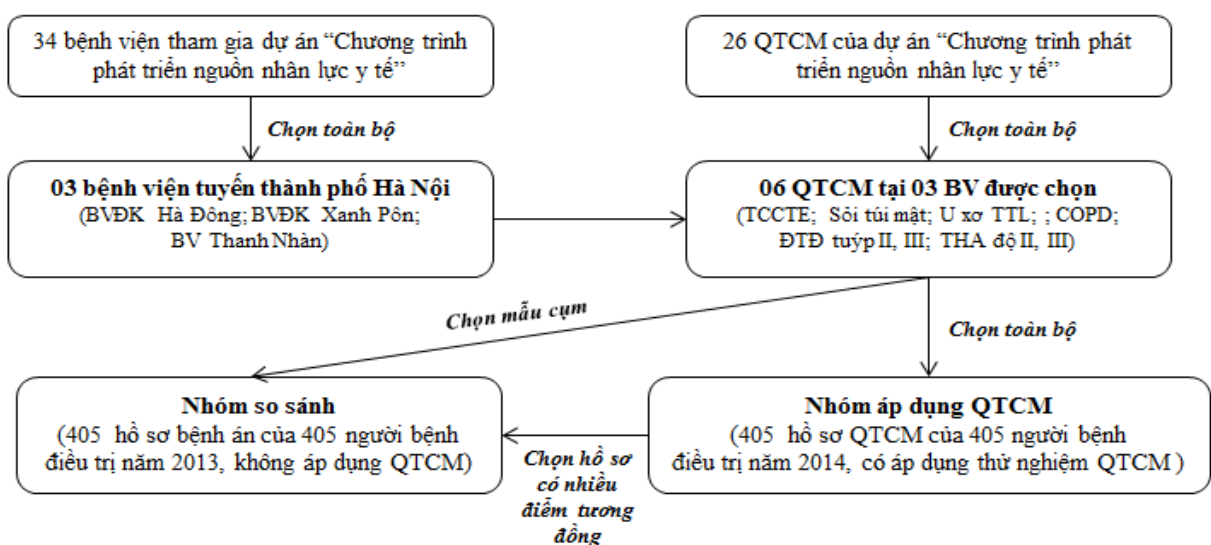 34 bệnh viện tham gia dự án “Chương trình
phát triển nguồn nhân lực y tế”
26 QTCM của dự án “Chương trình phát
triển nguồn nhân lực y tế”
Chọn toàn bộ
Chọn toàn bộ
03 bệnh viện tuyến thành phố Hà Nội
(BVĐK Hà Đông; BVĐK Xanh Pôn;
BV Thanh Nhàn)
06 QTCM tại 03 BV được chọn
(TCCTE; Sỏi túi mật; U xơ TTL; ; COPD;
ĐTĐ tuýp II, III; THA độ II, III)
Chọn mẫu cụm
Chọn toàn bộ
Nhóm so sánh
(405 hồ sơ bệnh án của 405 người bệnh
điều trị năm 2013, không áp dụng QTCM)
Nhóm áp dụng QTCM
(405 hồ sơ QTCM của 405 người bệnh
điều trị năm 2014, có áp dụng thử nghiệm QTCM )
Chọn hồ sơ
có nhiều
điểm tương
đồng